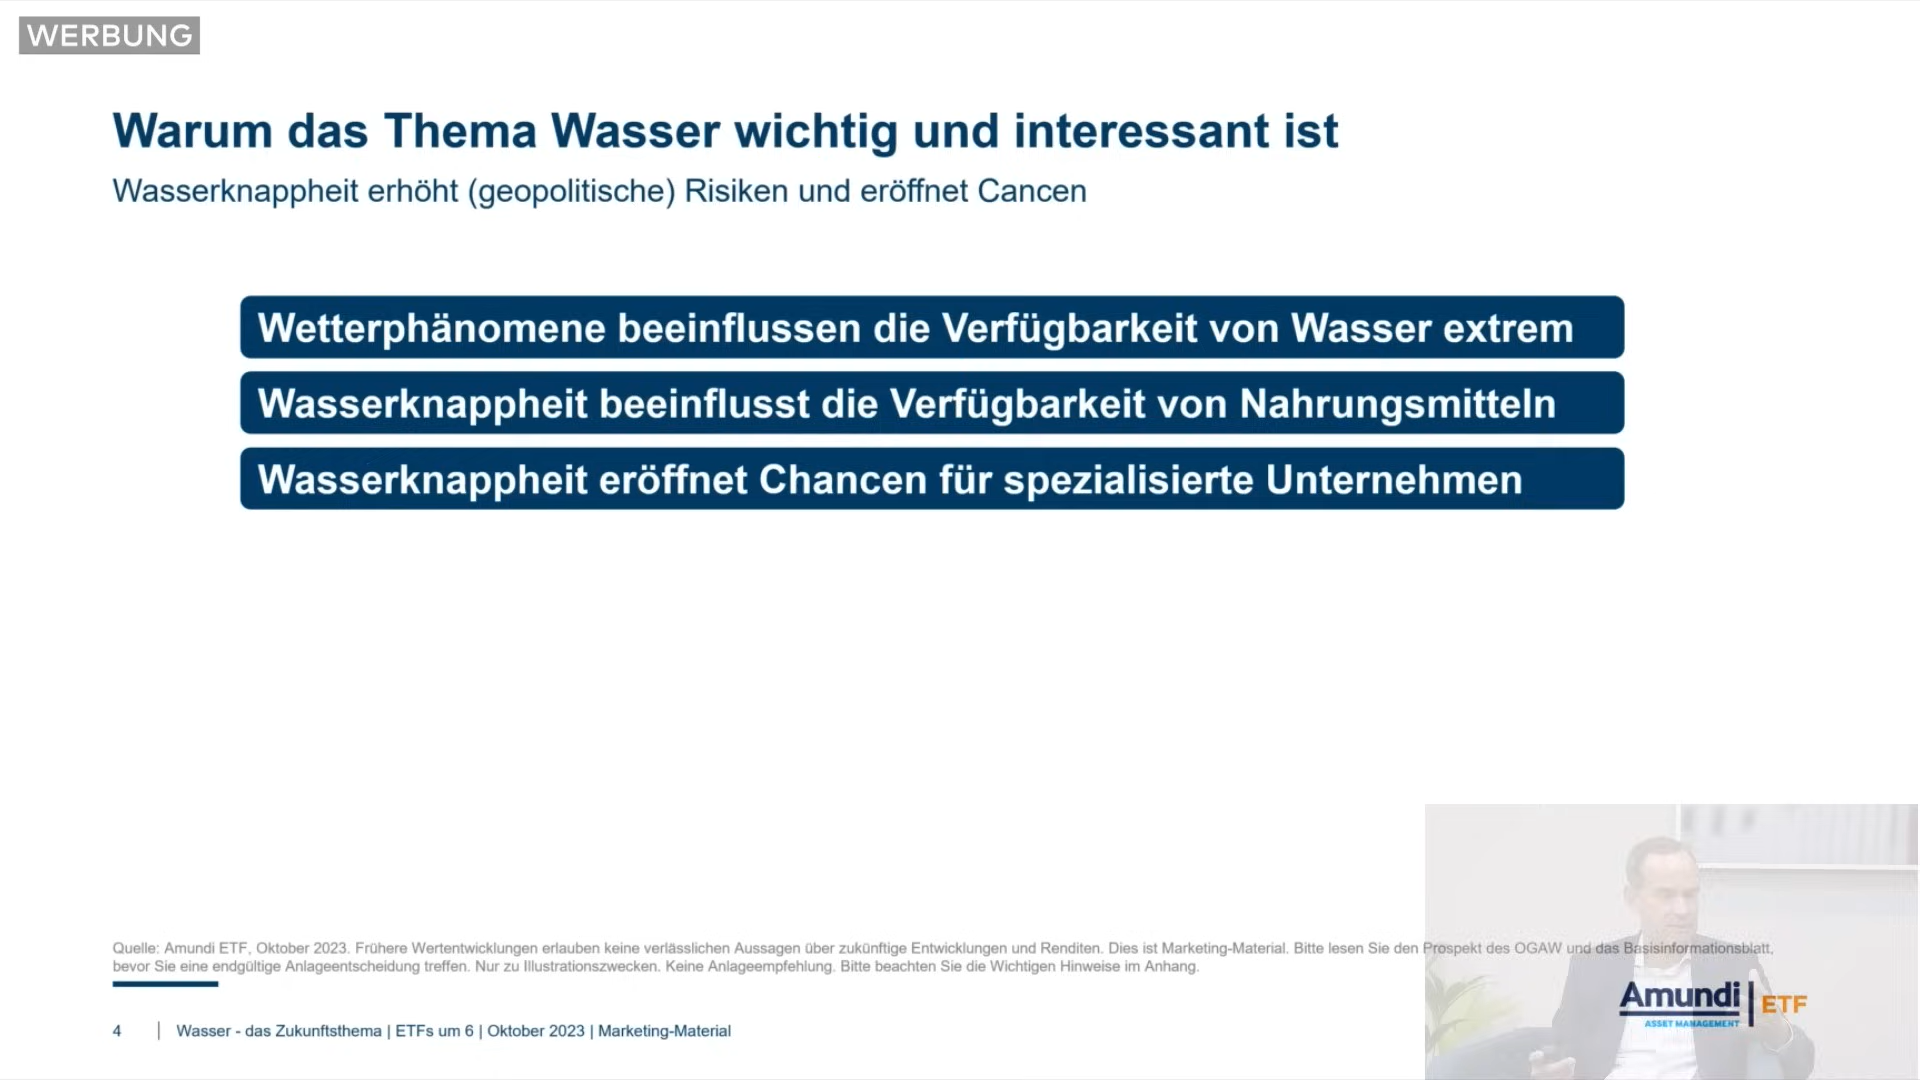 WERBUNG
Warum das Thema Wasser wichtig und interessant ist
Wasserknappheit erhöht (geopolitische) Risiken und eröffnet Cancen
Wetterphänomene beeinflussen die Verfügbarkeit von Wasser extrem
Wasserknappheit beeinflusst die Verfügbarkeit von Nahrungsmitteln
Wasserknappheit eröffnet Chancen für spezialisierte Unternehmen
Quelle: Amundi ETF, Oktober 2023. Frühere Wertentwicklungen erlauben keine verlässlichen Aussagen über zukünftige Entwicklungen und Renditen. Dies ist Marketing-Material. Bitte lesen Sie den Prospekt des OGAW und das Basisinformationsblatt,
bevor Sie eine endgültige Anlageentscheidung treffen. Nur zu Illustrationszwecken. Keine Anlageempfehlung. Bitte beachten Sie die Wichtigen Hinweise im Anhang.
Amundi | ETF
ASSET MANAGEMENT
4 | Wasser - das Zukunftsthema | ETFs um 6 | Oktober 2023 | Marketing-Material